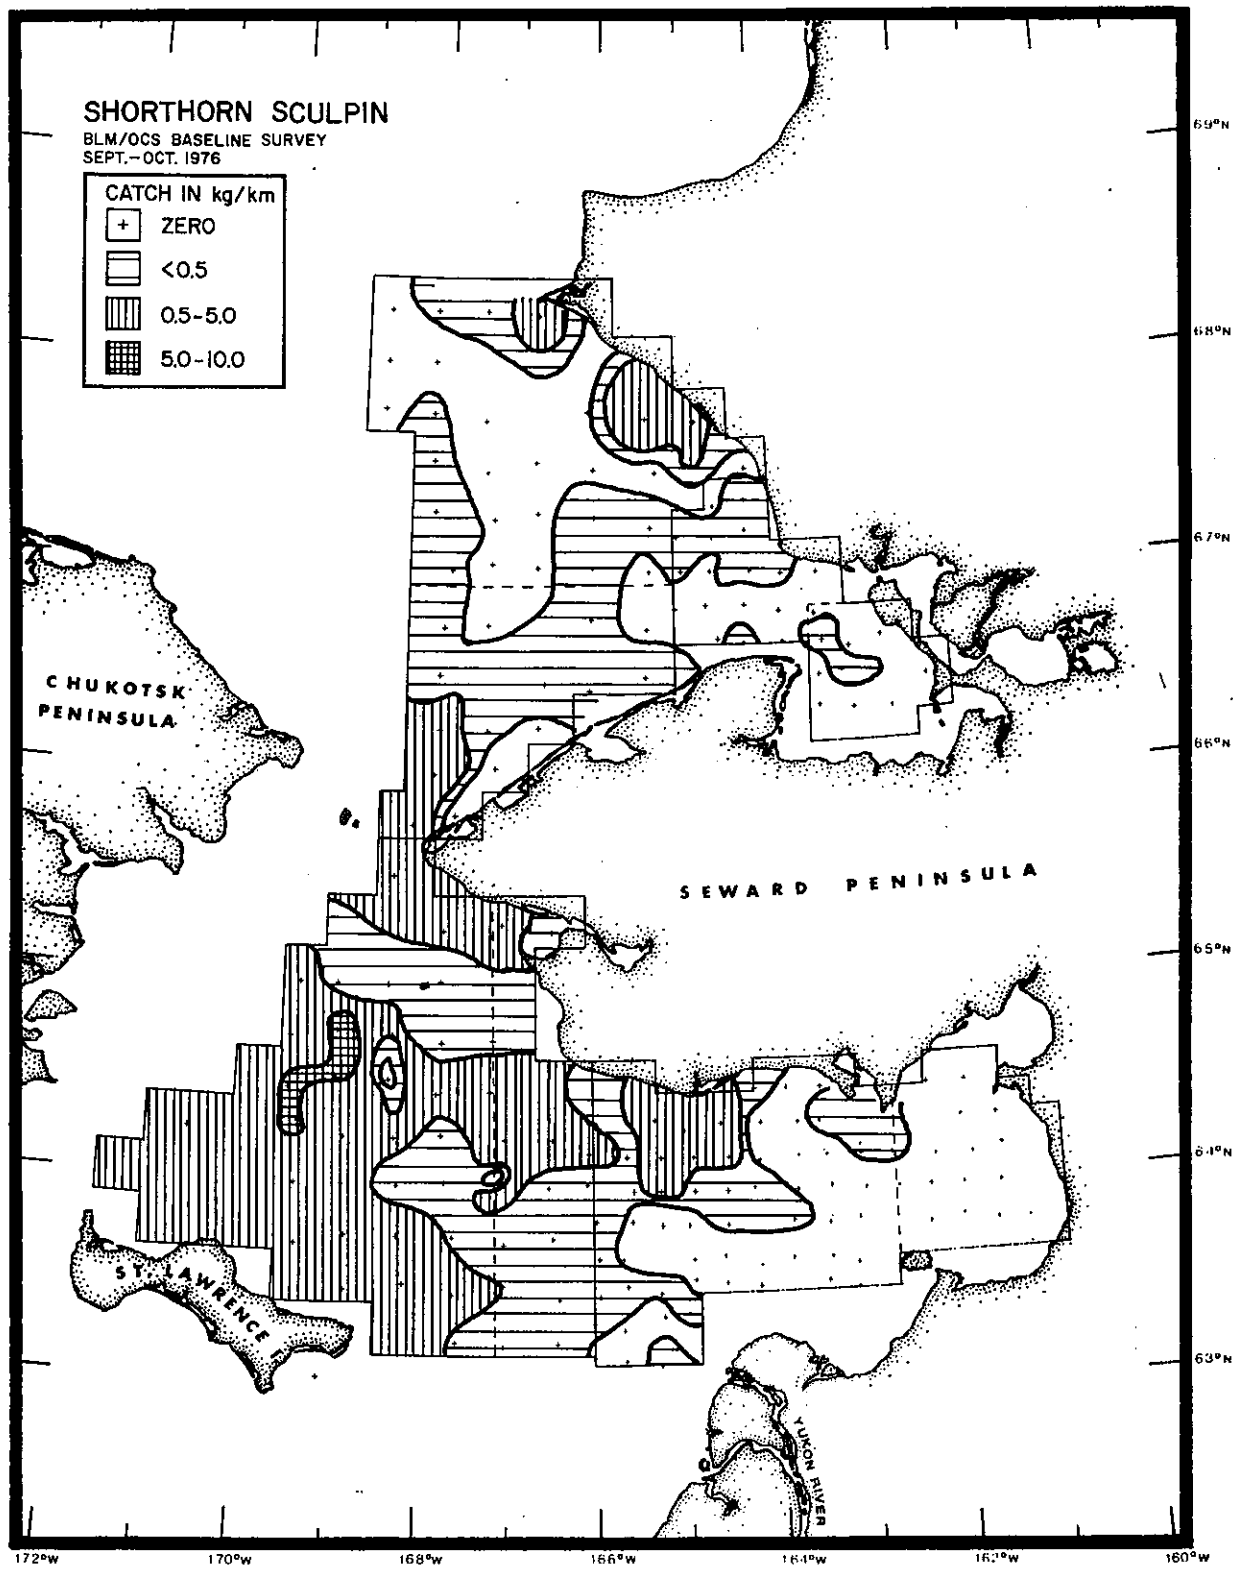 SHORTHORN SCULPIN
BLM/OCS BASELINE SURVEY
SEPT.-OCT. 1976
CATCH IN kg/km
+ ZERO
<0.5
0.5-5.0
5.0-10.0
69°N
68°N
67°N
CHUKOTSK
PENINSULA
66°N
SEWARD PENINSULA
65°N
64°N
ST. LAWRENCE I
63°N
YUKON RIVER
172°W 170°W 168°W 166°W 164°W 162°W 160°W